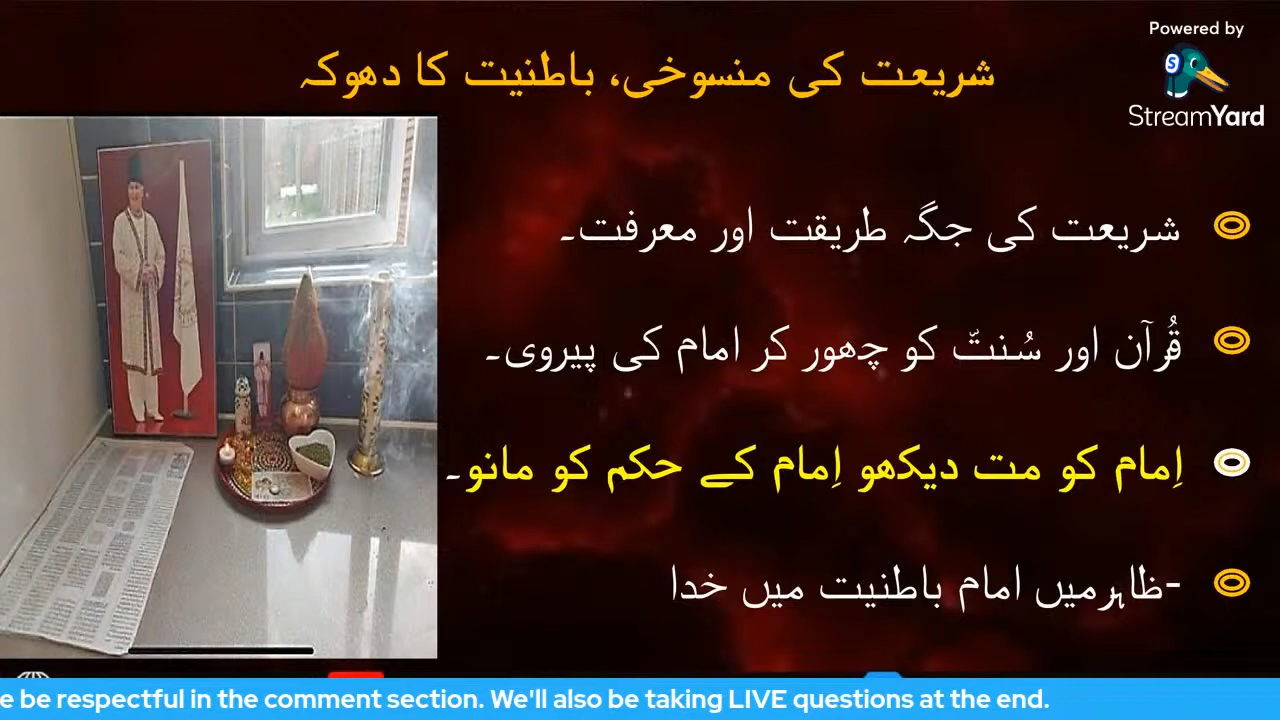 Powered by
StreamYard
شریعت کی منسوخی، باطنیت کا دھوکہ
شریعت کی جگہ طریقت اور معرفت۔
قُرآن اور سُنتّ کو چھور کر امام کی پیروی۔
اِمام کو مت دیکھو اِمام کے حکم کو مانو۔
-ظاہرمیں امام باطنیت میں خدا
e be respectful in the comment section. We'll also be taking LIVE questions at the end.